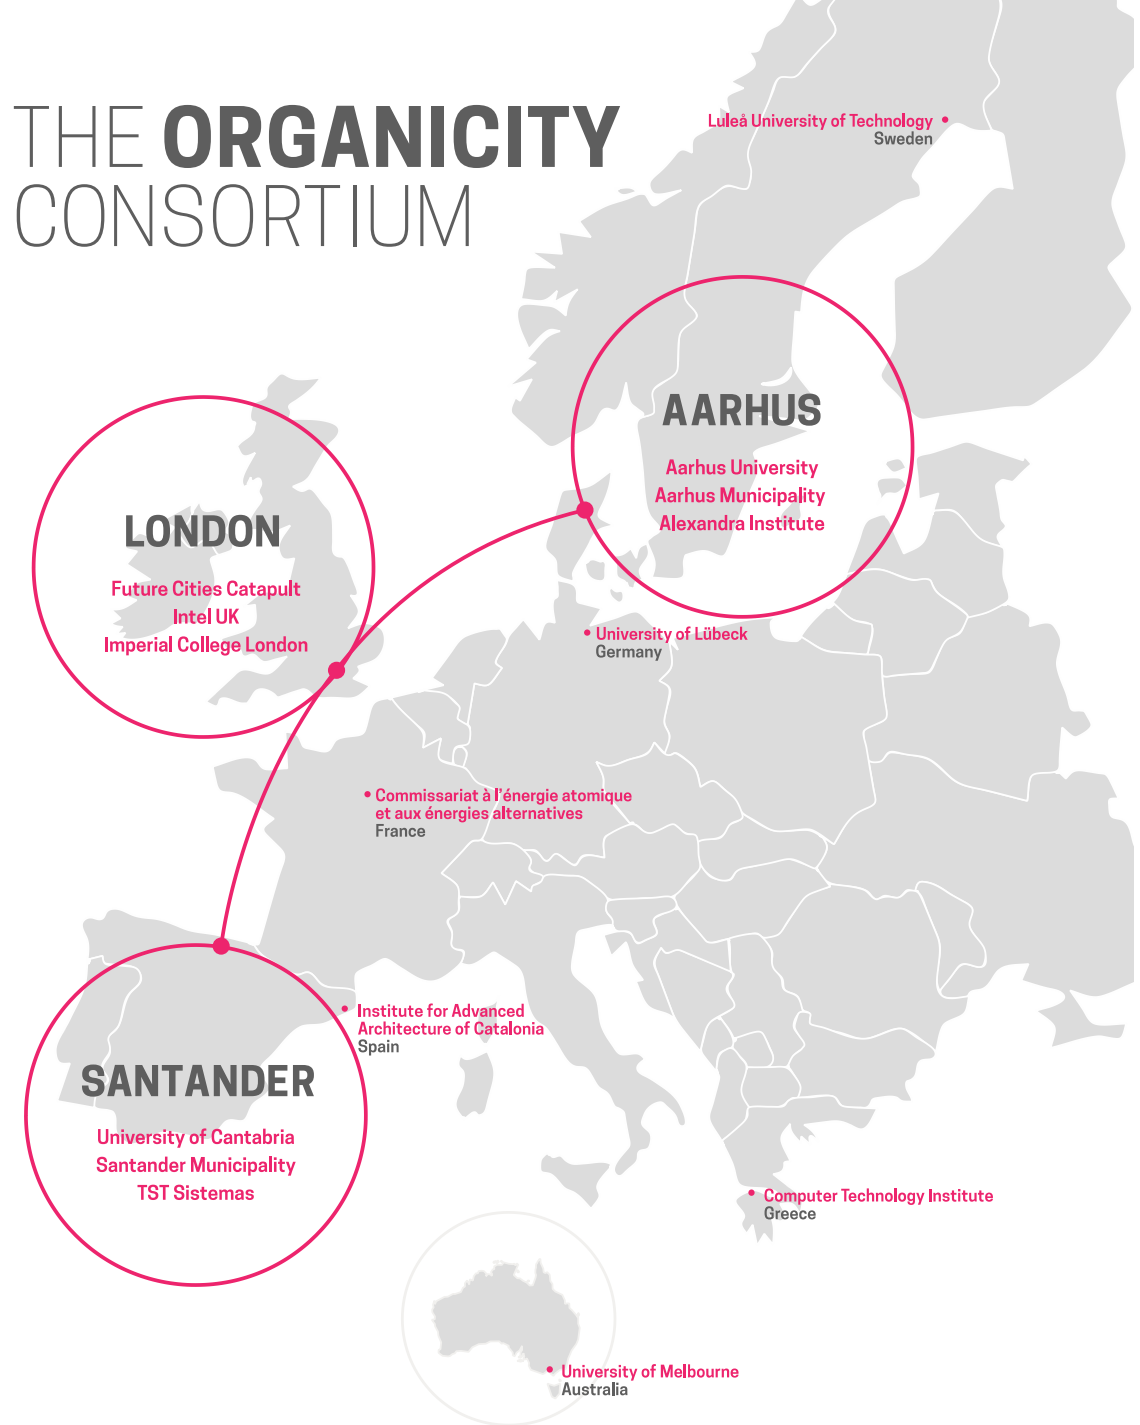 THE ORGANICITY
CONSORTIUM
Luleå University of Technology
Sweden
AARHUS
Aarhus University
Aarhus Municipality
Alexandra Institute
LONDON
Future Cities Catapult
Intel UK
Imperial College London
University of Lübeck
Germany
Commissariat à l'énergie atomique
et aux énergies alternatives
France
Institute for Advanced
Architecture of Catalonia
Spain
SANTANDER
University of Cantabria
Santander Municipality
TST Sistemas
Computer Technology Institute
Greece
University of Melbourne
Australia